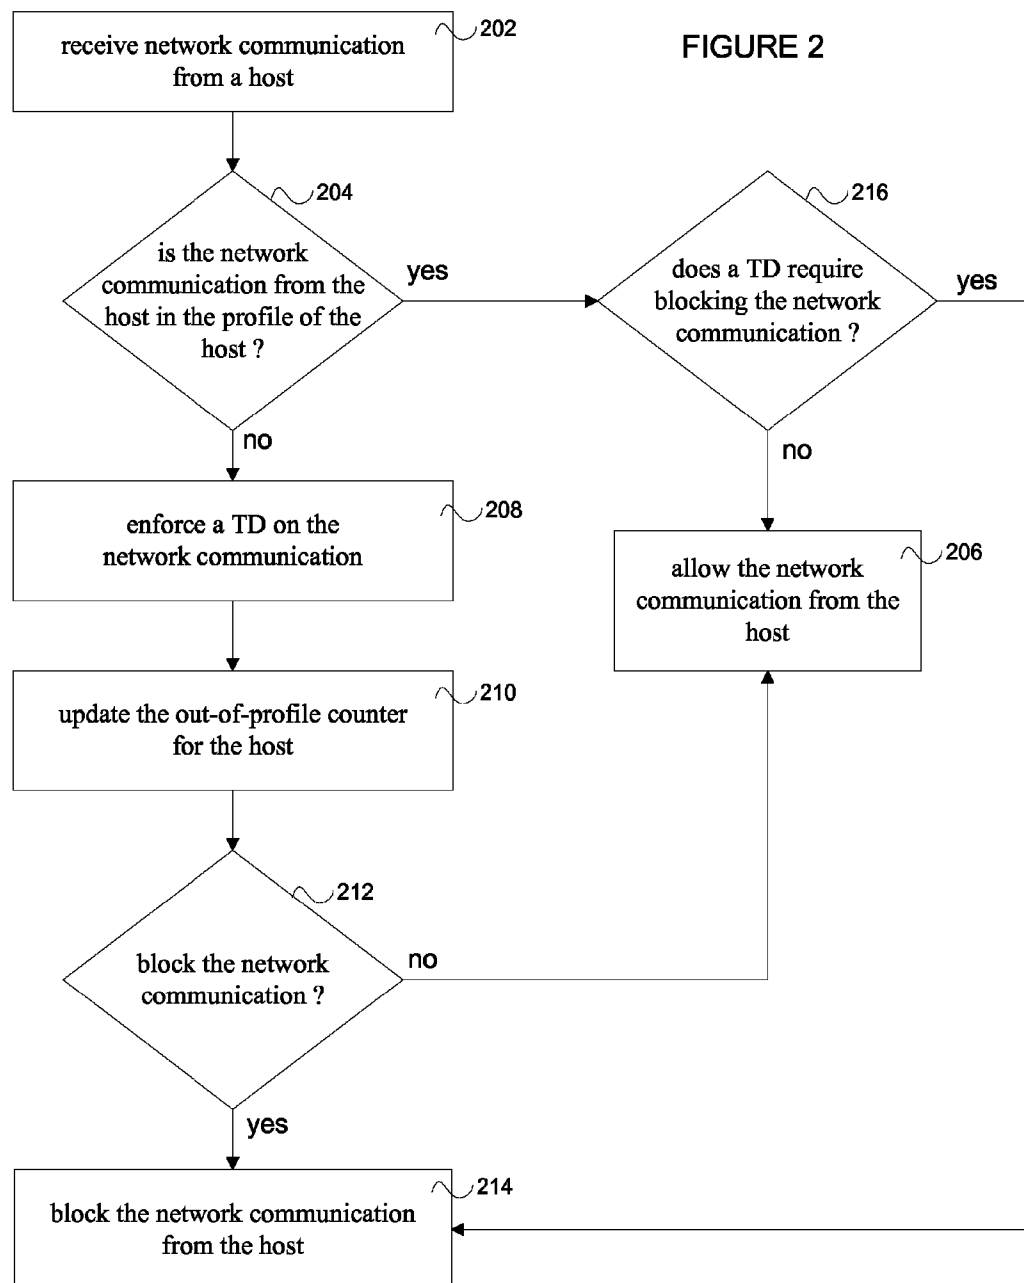 FIGURE 2
receive network communication
from a host
202
204
is the network
communication from the
host in the profile of the
host ?
yes
no
216
does a TD require
blocking the network
communication ?
yes
no
enforce a TD on the
network communication
208
allow the network
communication from the
host
206
update the out-of-profile counter
for the host
210
212
block the network
communication ?
no
yes
block the network communication
from the host
214